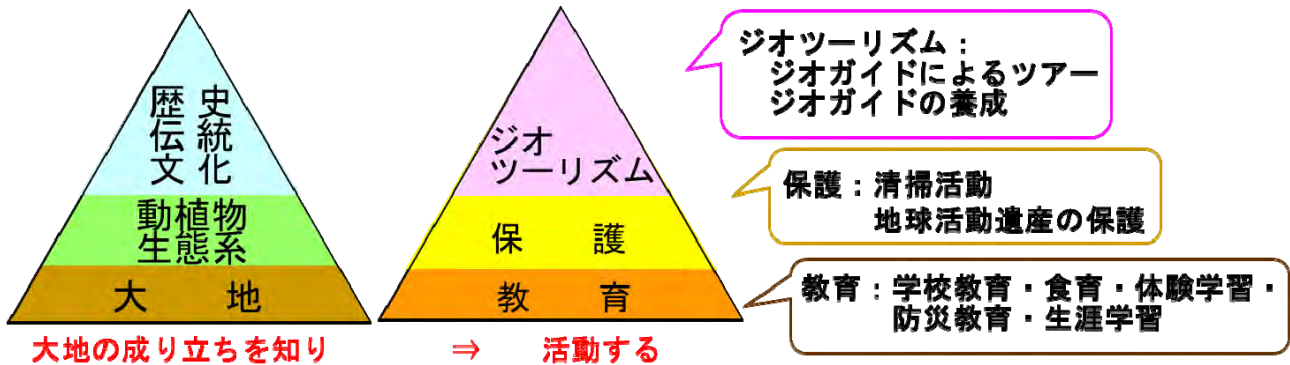 歴史
伝統
文化
動植物
生態系
大地
大地の成り立ちを知り
ジオ
ツーリズム
保護
教育
⇒ 活動する
ジオツーリズム：
ジオガイドによるツアー
ジオガイドの養成
保護：清掃活動
地球活動遺産の保護
教育：学校教育・食育・体験学習・
防災教育・生涯学習